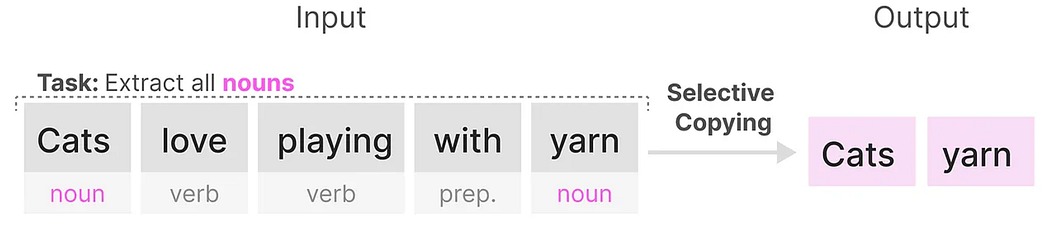 Input
Output
Task: Extract all nouns
Selective
Copying
Cats love playing with yarn
noun verb verb prep. noun
Cats yarn